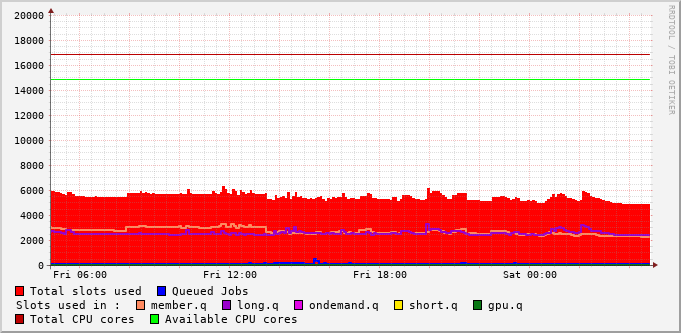 RRDTOOL / TOBI OETIKER
20000
18000
16000
14000
12000
10000
8000
6000
4000
2000
0
Fri 06:00 Fri 12:00 Fri 18:00 Sat 00:00
Total slots used Queued Jobs
Slots used in : member.q long.q ondemand.q short.q gpu.q
Total CPU cores Available CPU cores